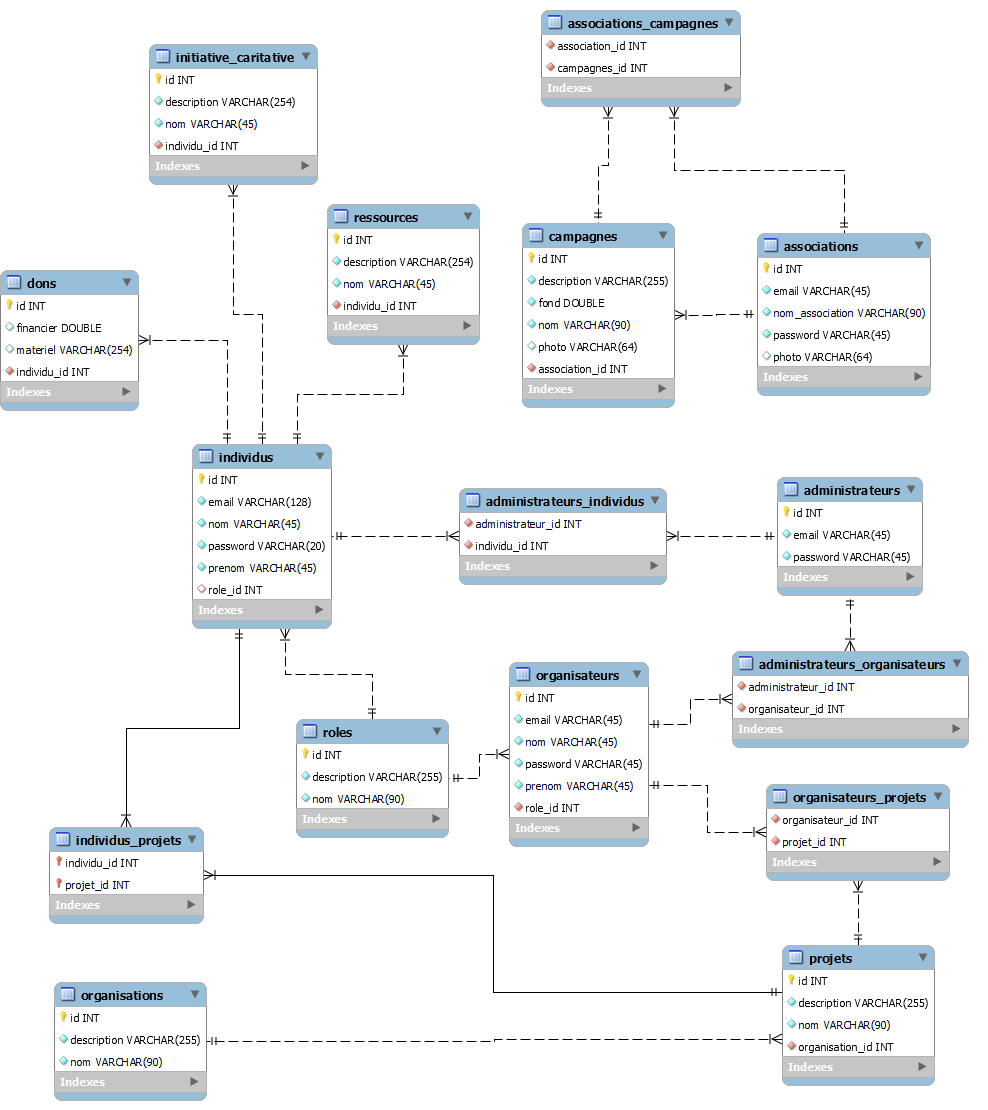 associations_campagnes
association_id INT
campagnes_id INT
Indexes
initiative_caritative
id INT
description VARCHAR(254)
nom VARCHAR(45)
individu_id INT
Indexes
ressources
id INT
description VARCHAR(254)
nom VARCHAR(45)
individu_id INT
Indexes
campagnes
id INT
description VARCHAR(255)
fond DOUBLE
nom VARCHAR(90)
photo VARCHAR(64)
association_id INT
Indexes
associations
id INT
email VARCHAR(45)
nom_association VARCHAR(90)
password VARCHAR(45)
photo VARCHAR(64)
Indexes
dons
id INT
financier DOUBLE
materiel VARCHAR(254)
individu_id INT
Indexes
individus
id INT
email VARCHAR(128)
nom VARCHAR(45)
password VARCHAR(20)
prenom VARCHAR(45)
role_id INT
Indexes
administrateurs_individus
administrateur_id INT
individu_id INT
Indexes
administrateurs
id INT
email VARCHAR(45)
password VARCHAR(45)
Indexes
administrateurs_organisateurs
administrateur_id INT
organisateur_id INT
Indexes
organisateurs
id INT
email VARCHAR(45)
nom VARCHAR(45)
password VARCHAR(45)
prenom VARCHAR(45)
role_id INT
Indexes
roles
id INT
description VARCHAR(255)
nom VARCHAR(90)
Indexes
organisateurs_projets
organisateur_id INT
projet_id INT
Indexes
individus_projets
individu_id INT
projet_id INT
Indexes
projets
id INT
description VARCHAR(255)
nom VARCHAR(90)
organisation_id INT
Indexes
organisations
id INT
description VARCHAR(255)
nom VARCHAR(90)
Indexes